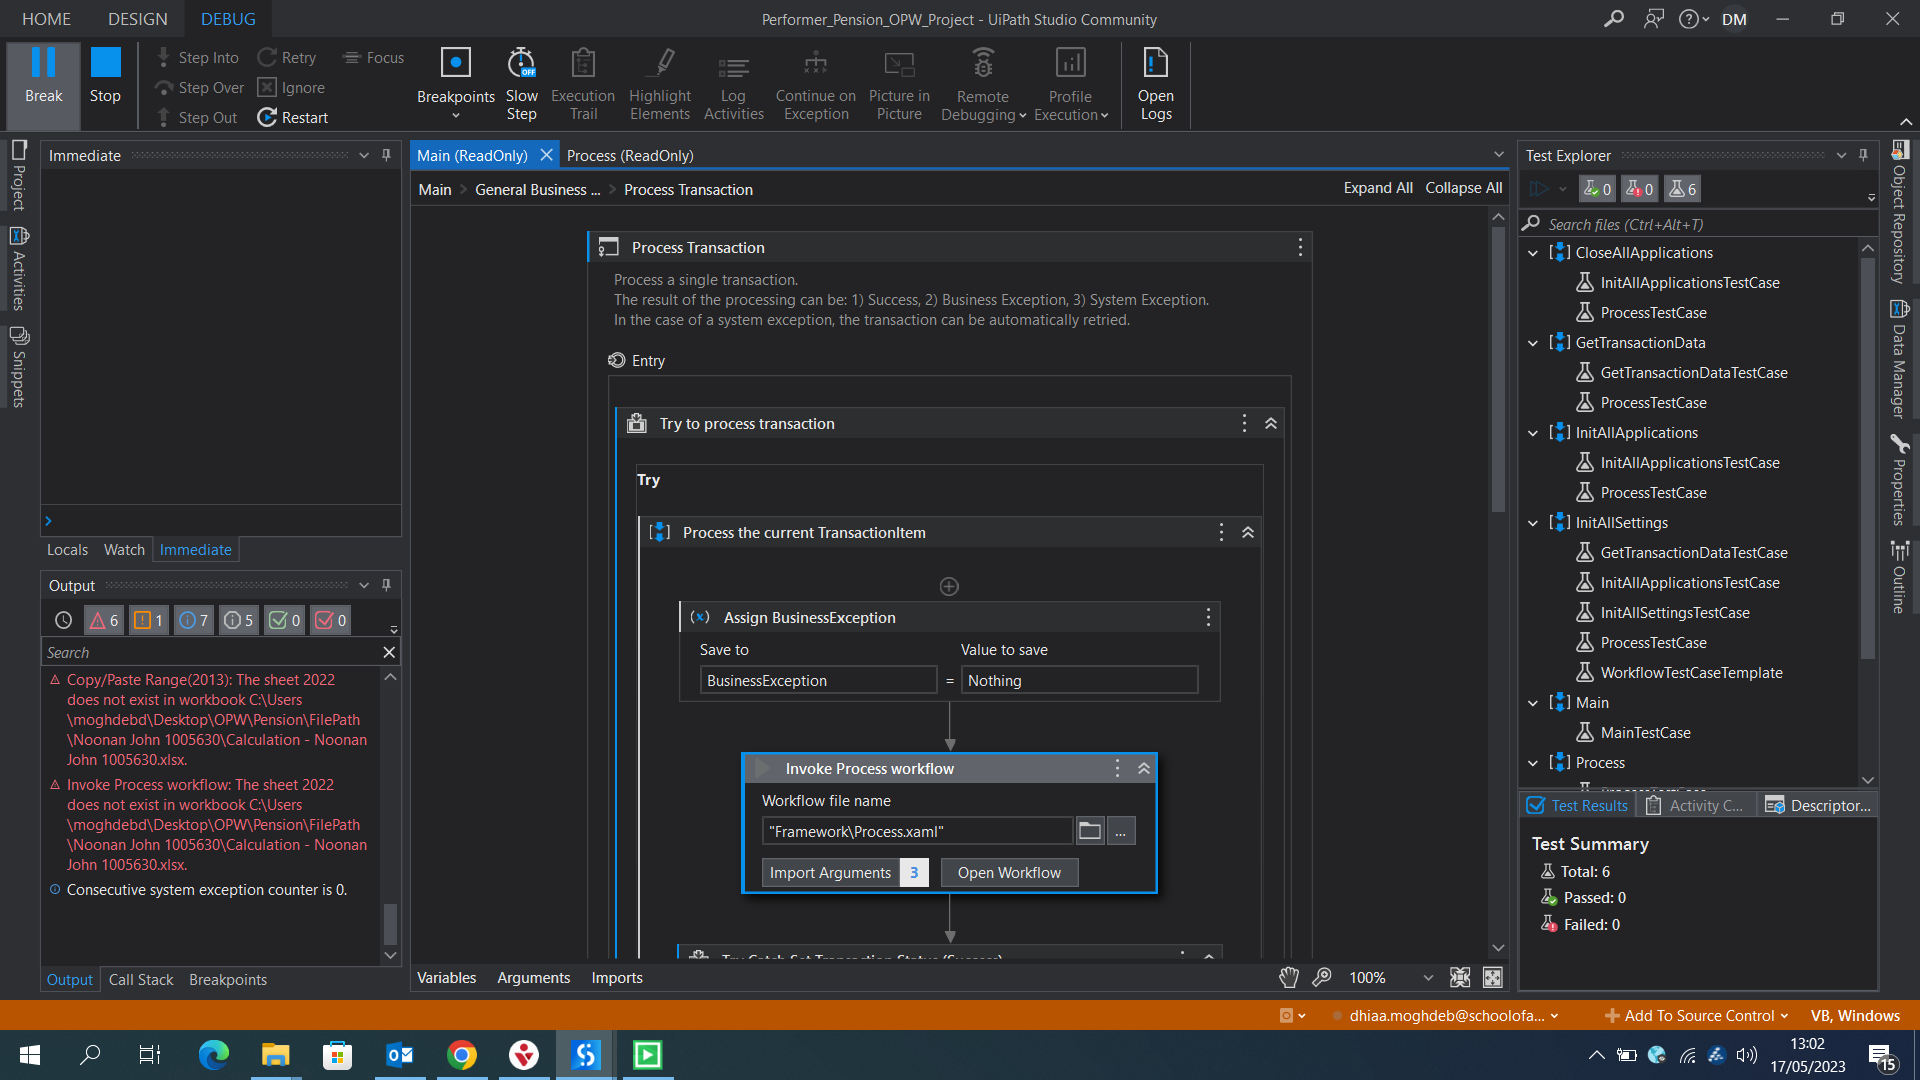 HOME DESIGN DEBUG
Performer_Pension_OPW_Project - UiPath Studio Community
DM
Break
Stop
Step Into
Step Over
Step Out
Retry
Ignore
Restart
Focus
Breakpoints
Slow Step
Execution Trail
Highlight Elements
Log Activities
Continue on Exception
Picture in Picture
Remote Debugging
Profile Execution
Open Logs
Project
Activities
Snippets
Immediate
Locals Watch Immediate
Output
6 1 7 5 0 0
Search
Copy/Paste Range(2013): The sheet 2022
does not exist in workbook C:\Users
\moghdebd\Desktop\OPW\Pension\FilePath
\Noonan John 1005630\Calculation - Noonan
John 1005630.xlsx.
Invoke Process workflow: The sheet 2022
does not exist in workbook C:\Users
\moghdebd\Desktop\OPW\Pension\FilePath
\Noonan John 1005630\Calculation - Noonan
John 1005630.xlsx.
Consecutive system exception counter is 0.
Output Call Stack Breakpoints
Main (ReadOnly) Process (ReadOnly)
Main > General Business ... > Process Transaction
Expand All Collapse All
Process Transaction
Process a single transaction.
The result of the processing can be: 1) Success, 2) Business Exception, 3) System Exception.
In the case of a system exception, the transaction can be automatically retried.
Entry
Try to process transaction
Try
Process the current TransactionItem
Assign BusinessException
Save to Value to save
BusinessException = Nothing
Invoke Process workflow
Workflow file name
"Framework\Process.xaml"
...
Import Arguments 3 Open Workflow
Try Catch Set Transaction Status (Success)
Variables Arguments Imports
100%
Test Explorer
0 0 6
Search files (Ctrl+Alt+T)
CloseAllApplications
InitAllApplicationsTestCase
ProcessTestCase
GetTransactionData
GetTransactionDataTestCase
ProcessTestCase
InitAllApplications
InitAllApplicationsTestCase
ProcessTestCase
InitAllSettings
GetTransactionDataTestCase
InitAllApplicationsTestCase
InitAllSettingsTestCase
ProcessTestCase
WorkflowTestCaseTemplate
Main
MainTestCase
Process
ProcessTestCase
Test Results Activity C... Descriptor...
Test Summary
Total: 6
Passed: 0
Failed: 0
Object Repository
Data Manager
Properties
Outline
dhiaa.moghdeb@schoolofa...
Add To Source Control
VB, Windows
13:02
17/05/2023
15